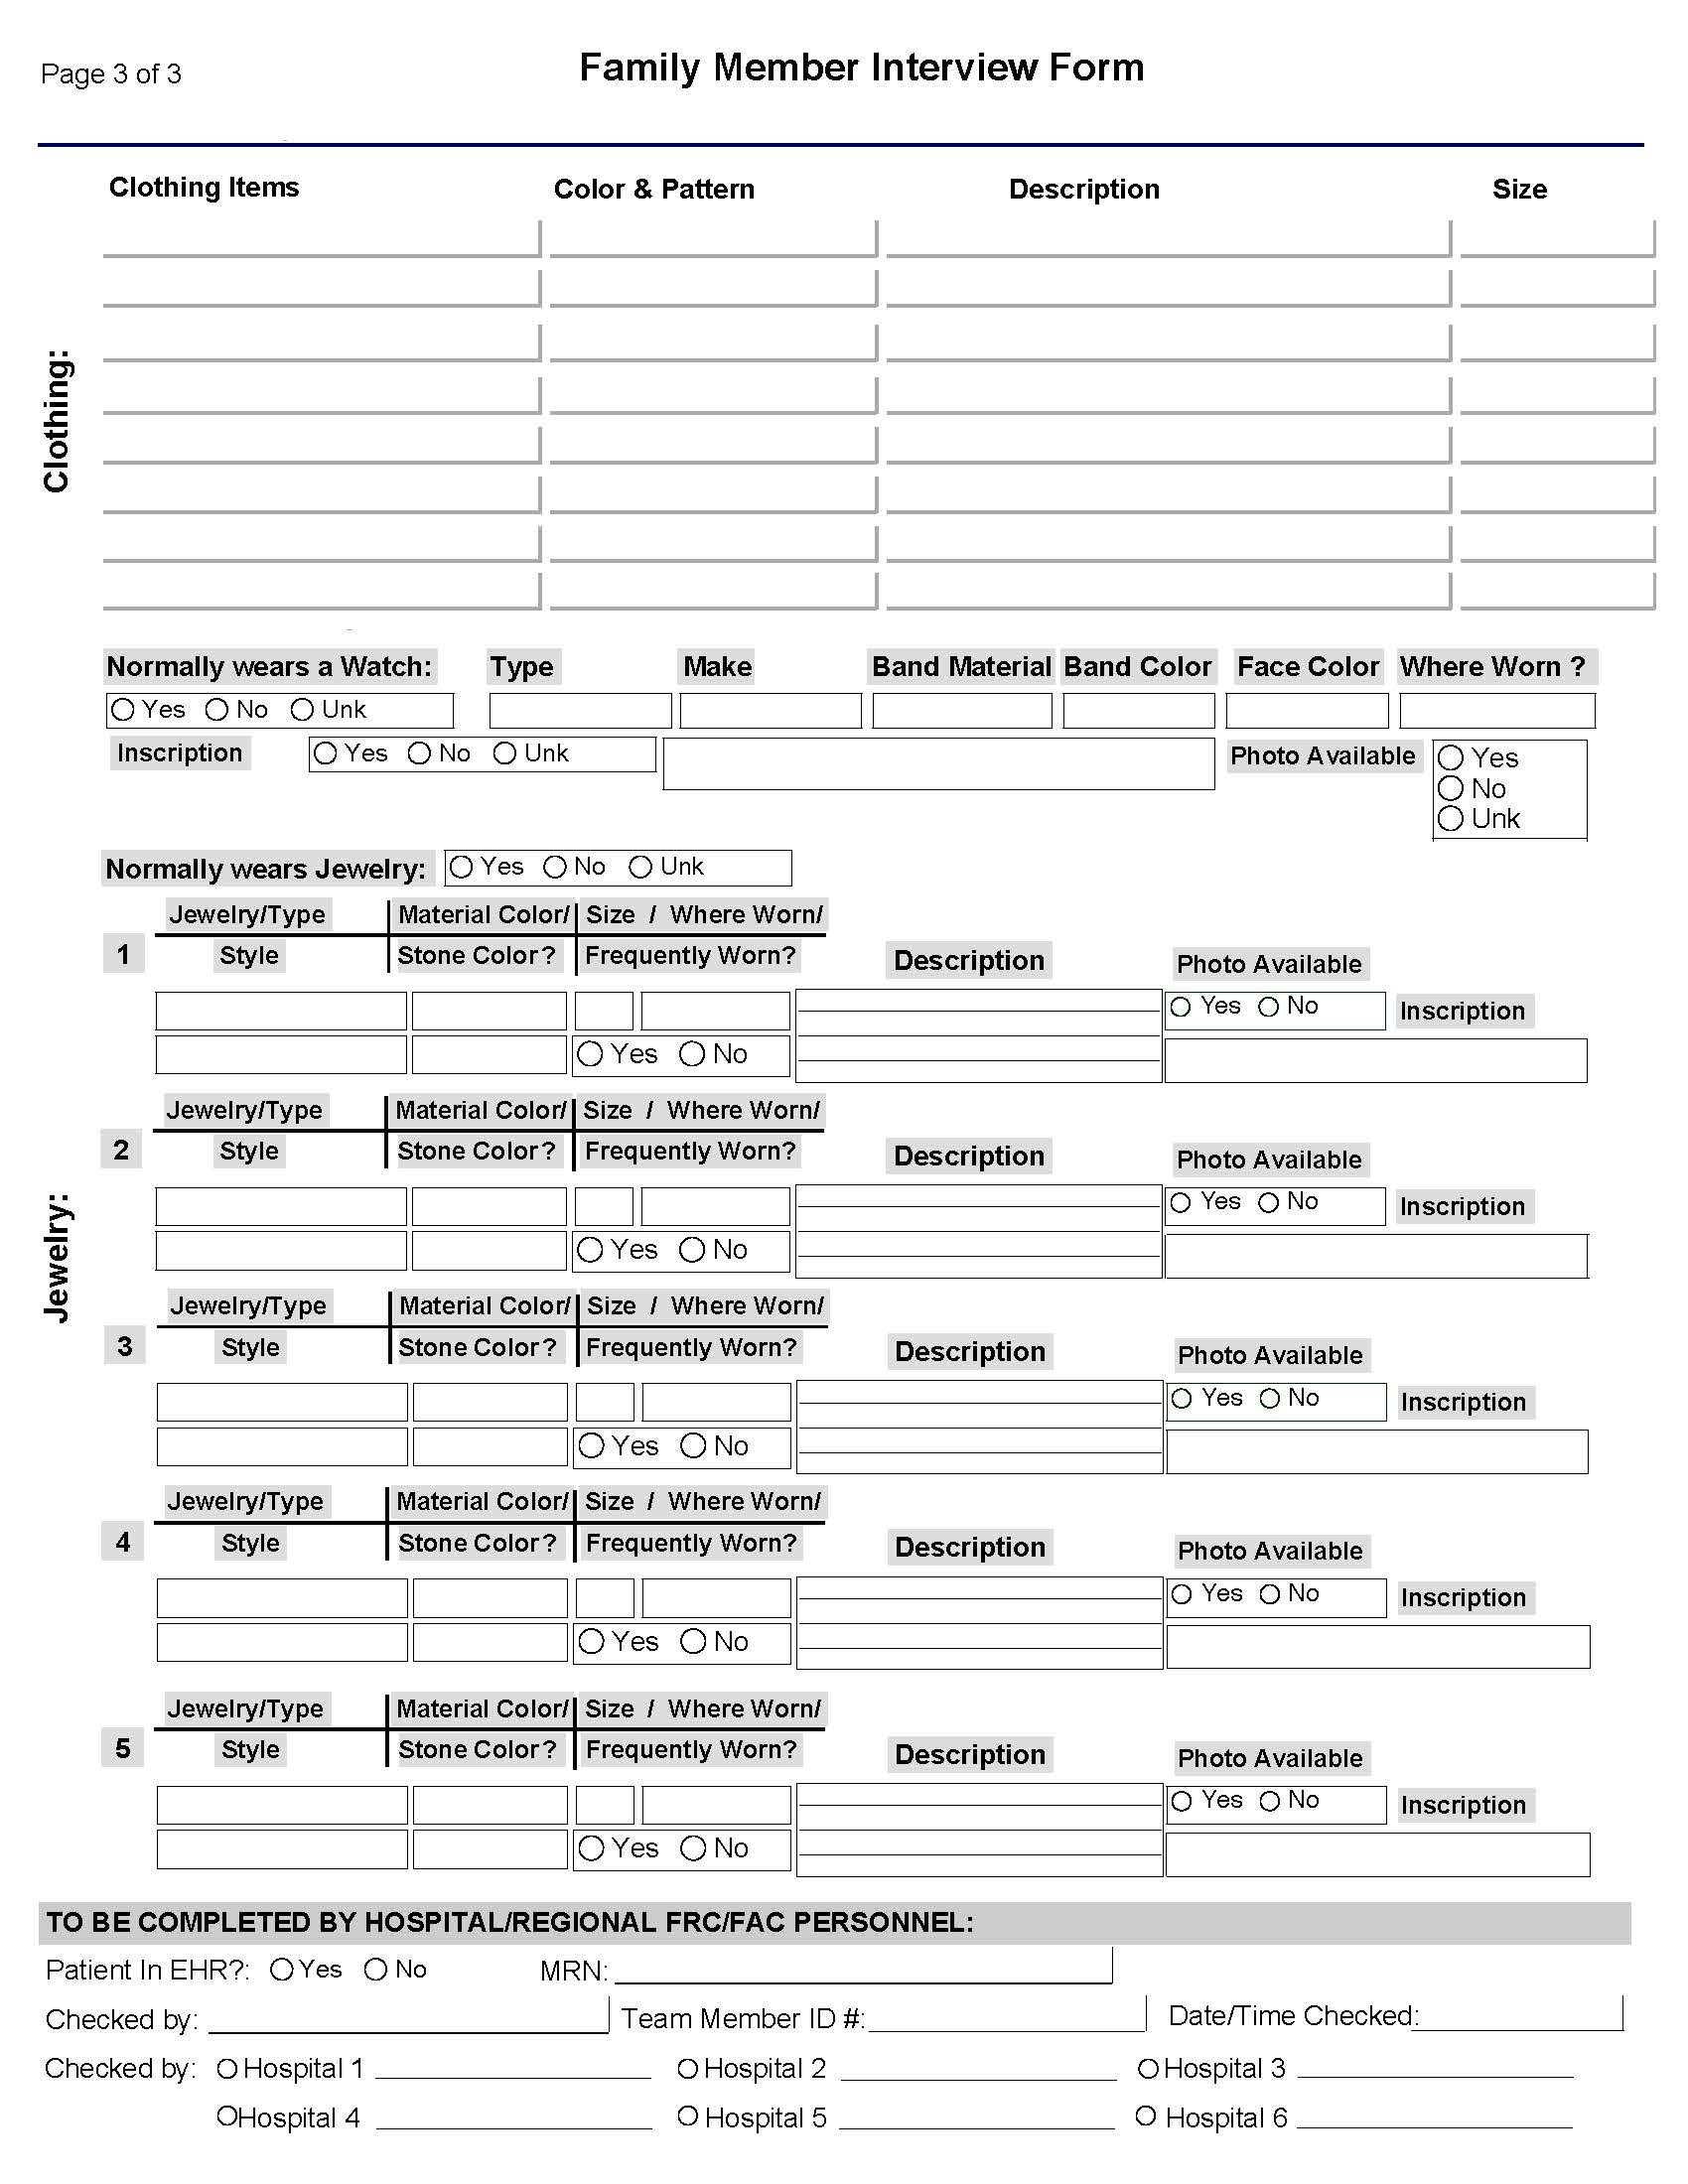 Page 3 of 3
Family Member Interview Form
Clothing Items Color & Pattern Description Size
Clothing:
Normally wears a Watch: Type Make Band Material Band Color Face Color Where Worn ?
Yes No Unk
Inscription Yes No Unk Photo Available Yes
No
Unk
Normally wears Jewelry: Yes No Unk
Jewelry:
Jewelry/Type Material Color/ Size / Where Worn/
1 Style Stone Color? Frequently Worn? Description Photo Available
Yes No Inscription
Yes No
Jewelry/Type Material Color/ Size / Where Worn/
2 Style Stone Color? Frequently Worn? Description Photo Available
Yes No Inscription
Yes No
Jewelry/Type Material Color/ Size / Where Worn/
3 Style Stone Color? Frequently Worn? Description Photo Available
Yes No Inscription
Yes No
Jewelry/Type Material Color/ Size / Where Worn/
4 Style Stone Color? Frequently Worn? Description Photo Available
Yes No Inscription
Yes No
Jewelry/Type Material Color/ Size / Where Worn/
5 Style Stone Color? Frequently Worn? Description Photo Available
Yes No Inscription
Yes No
TO BE COMPLETED BY HOSPITAL/REGIONAL FRC/FAC PERSONNEL:
Patient In EHR?: Yes No MRN:
Checked by: Team Member ID #: Date/Time Checked:
Checked by: Hospital 1 Hospital 2 Hospital 3
Hospital 4 Hospital 5 Hospital 6